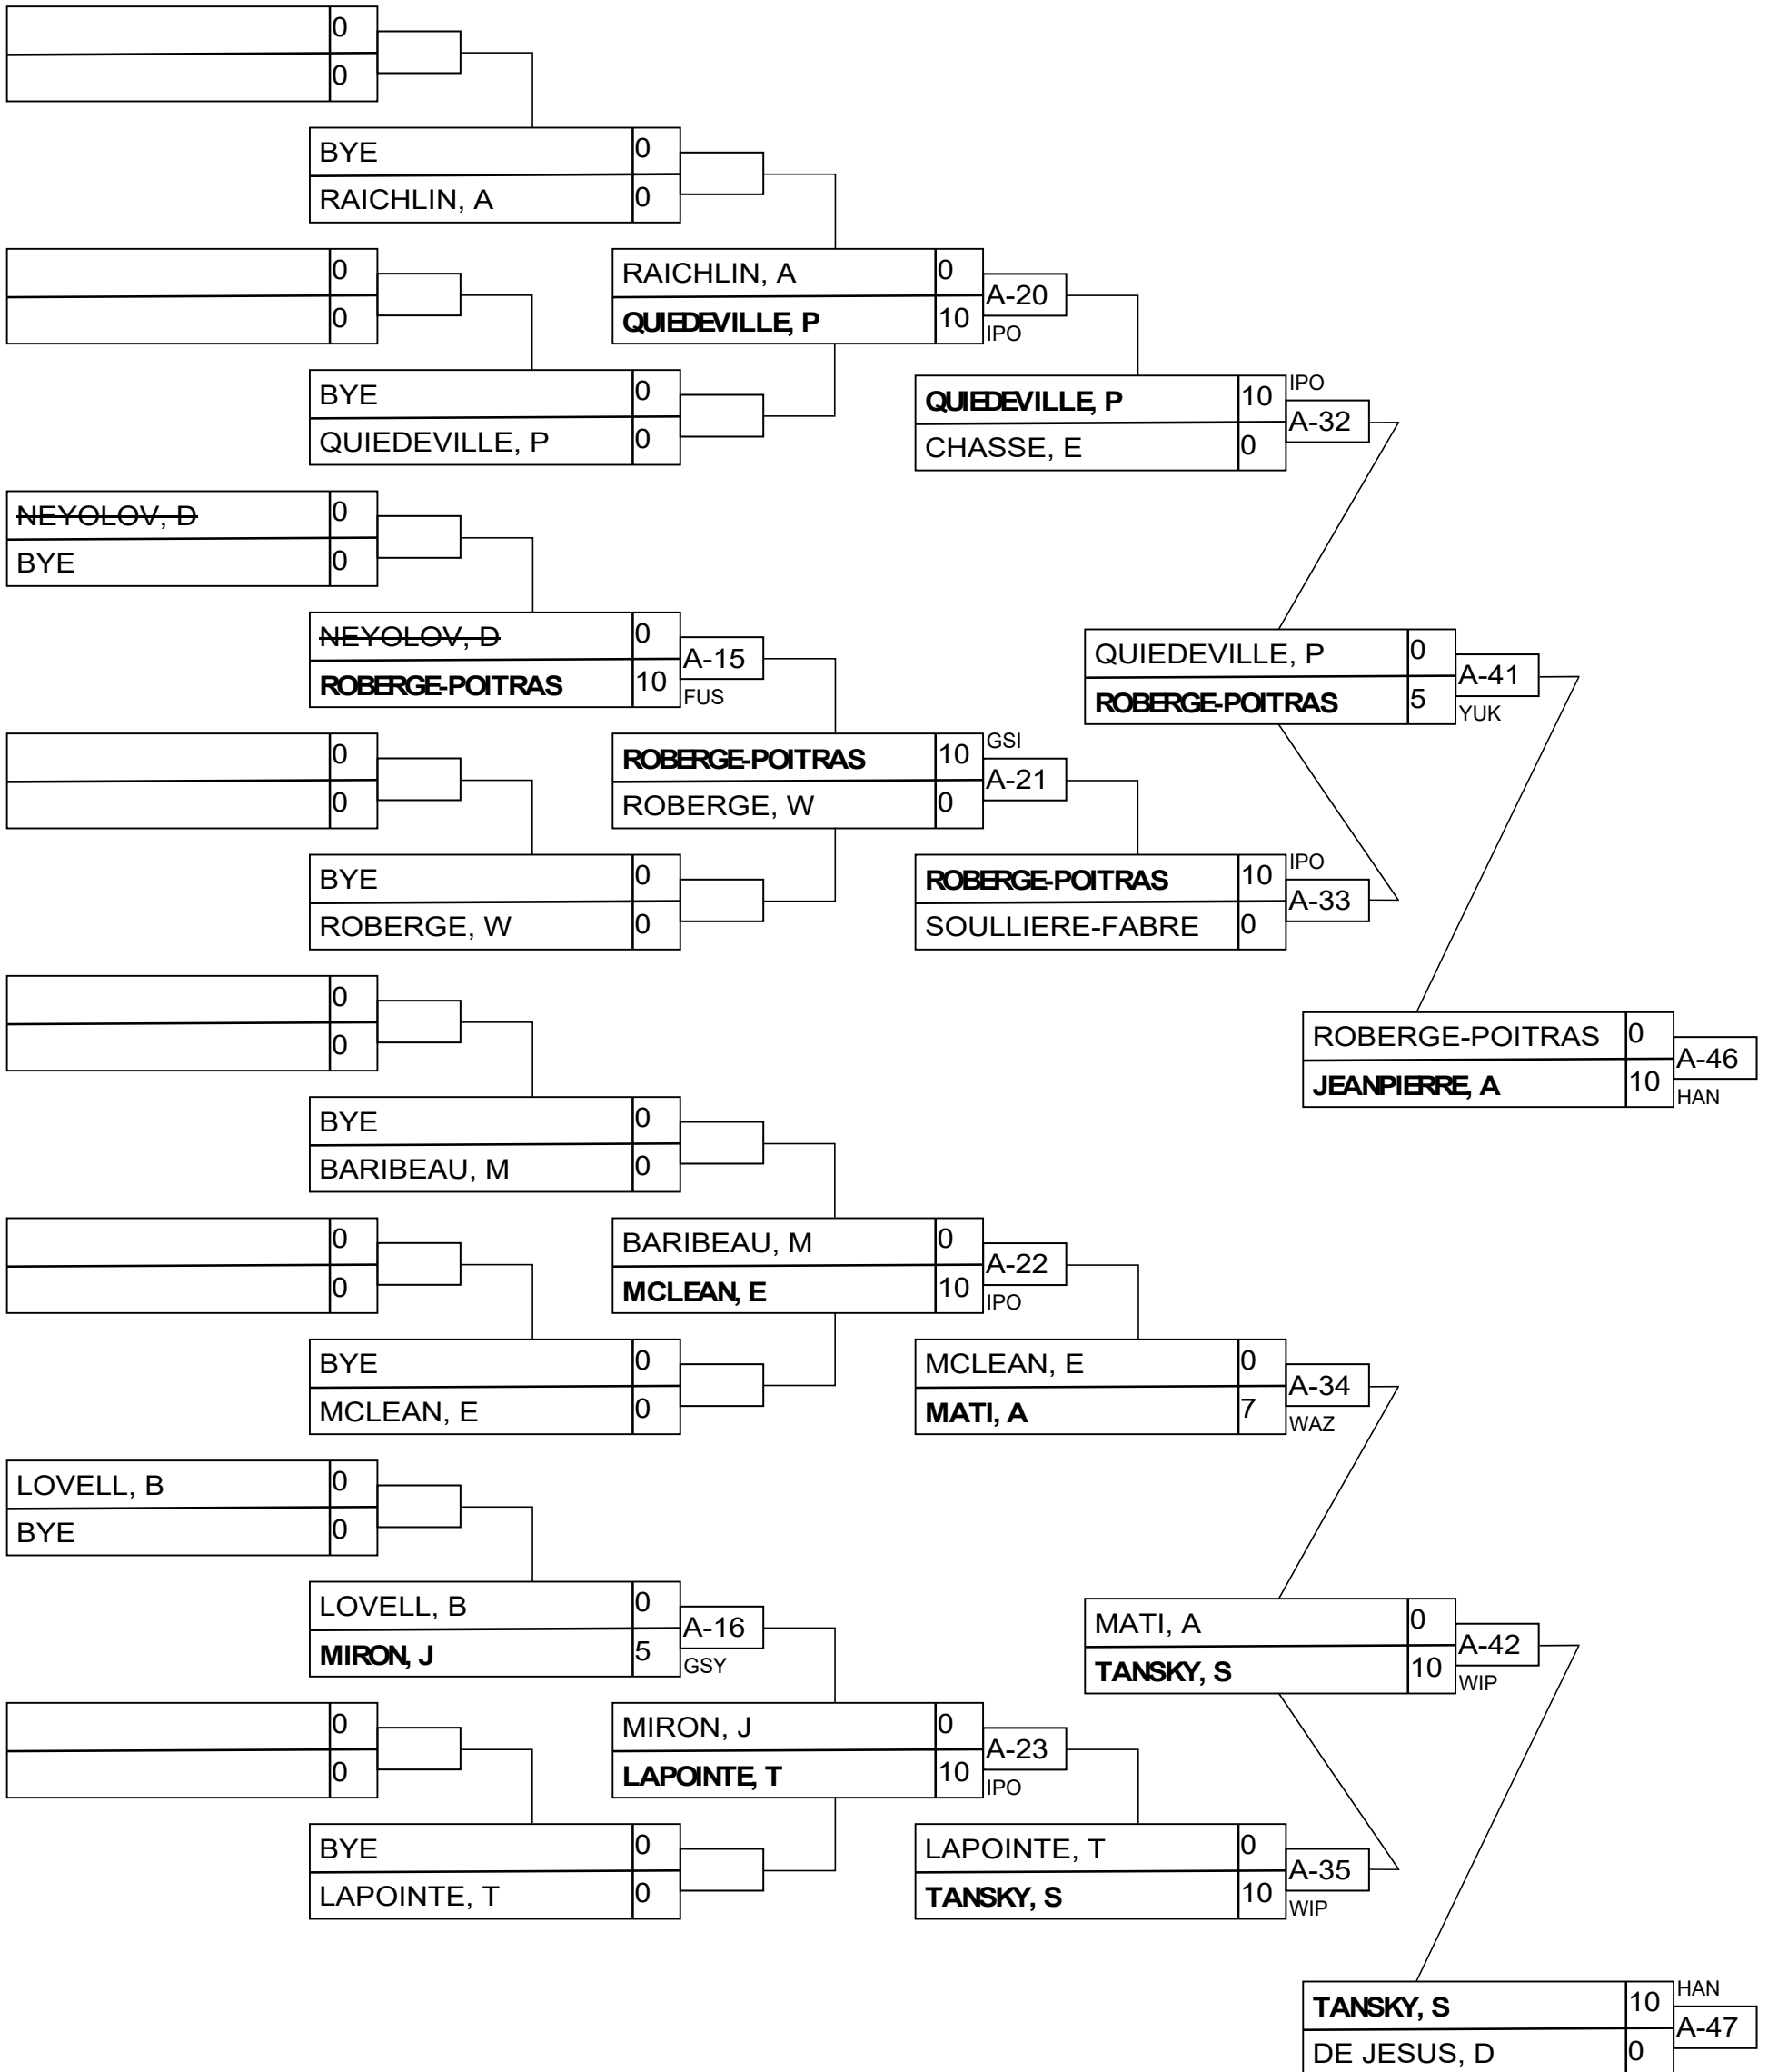 0
0
BYE 0
RAICHLIN, A 0
0
0
RAICHLIN, A 0
QUIEDEVILLE, P 10
A-20
IPO
BYE 0
QUIEDEVILLE, P 0
QUIEDEVILLE, P 10
CHASSE, E 0
IPO
A-32
NEYOLOV, D 0
BYE 0
NEYOLOV, D 0
ROBERGE-POITRAS 10
A-15
FUS
QUIEDEVILLE, P 0
ROBERGE-POITRAS 5
A-41
YUK
0
0
ROBERGE-POITRAS 10
ROBERGE, W 0
GSI
A-21
BYE 0
ROBERGE, W 0
ROBERGE-POITRAS 10
SOULLIERE-FABRE 0
IPO
A-33
0
0
ROBERGE-POITRAS 0
JEANPIERRE, A 10
A-46
HAN
BYE 0
BARIBEAU, M 0
0
0
BARIBEAU, M 0
MCLEAN, E 10
A-22
IPO
BYE 0
MCLEAN, E 0
MCLEAN, E 0
MATI, A 7
A-34
WAZ
LOVELL, B 0
BYE 0
LOVELL, B 0
MIRON, J 5
A-16
GSY
MATI, A 0
TANSKY, S 10
A-42
WIP
0
0
MIRON, J 0
LAPOINTE, T 10
A-23
IPO
BYE 0
LAPOINTE, T 0
LAPOINTE, T 0
TANSKY, S 10
A-35
WIP
TANSKY, S 10
DE JESUS, D 0
HAN
A-47